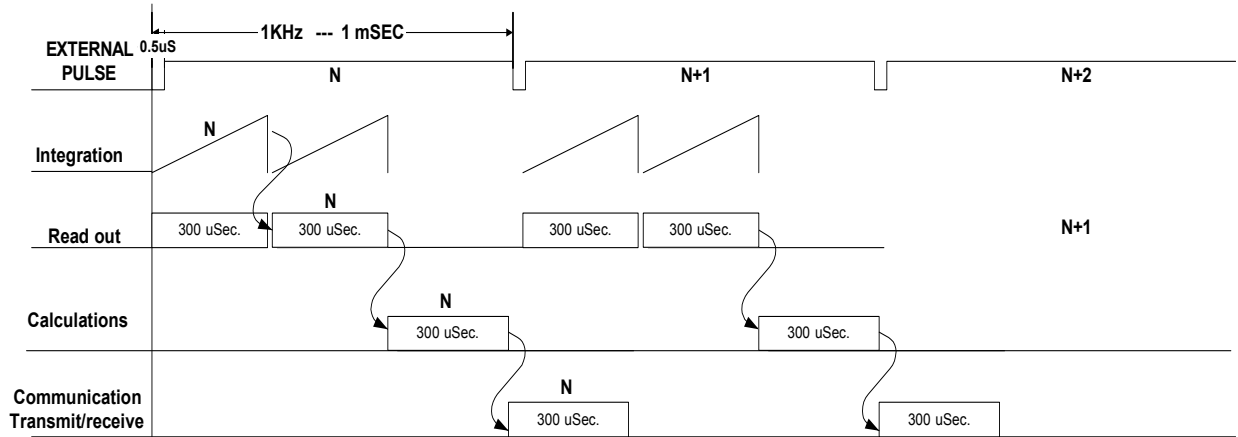 1KHz --- 1 mSEC
EXTERNAL
PULSE
0.5uS
N
N+1
N+2
Integration
N
Read out
300 uSec.
N
300 uSec.
300 uSec.
300 uSec.
N+1
Calculations
N
300 uSec.
300 uSec.
Communication
Transmit/receive
N
300 uSec.
300 uSec.